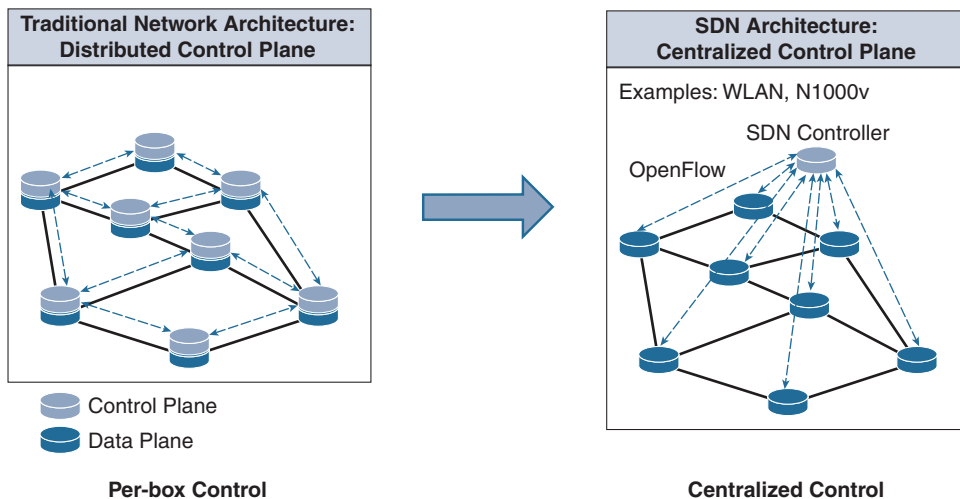 Traditional Network Architecture:
Distributed Control Plane
SDN Architecture:
Centralized Control Plane
Examples: WLAN, N1000v
SDN Controller
OpenFlow
Control Plane
Data Plane
Per-box Control
Centralized Control